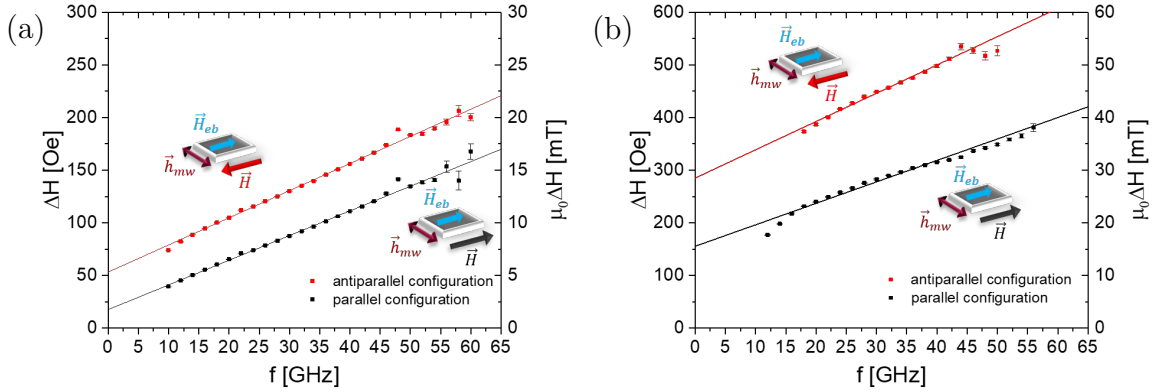 (a)
300
250
200
150
100
50
0
ΔH [Oe]
30
25
20
15
10
5
0
μ₀ΔH [mT]
0 5 10 15 20 25 30 35 40 45 50 55 60 65
f [GHz]
H⃗eb
h⃗mw
H⃗
H⃗eb
h⃗mw
H⃗
antiparallel configuration
parallel configuration
(b)
600
500
400
300
200
100
0
ΔH [Oe]
60
50
40
30
20
10
0
μ₀ΔH [mT]
0 5 10 15 20 25 30 35 40 45 50 55 60 65
f [GHz]
H⃗eb
h⃗mw
H⃗
H⃗eb
h⃗mw
H⃗
antiparallel configuration
parallel configuration